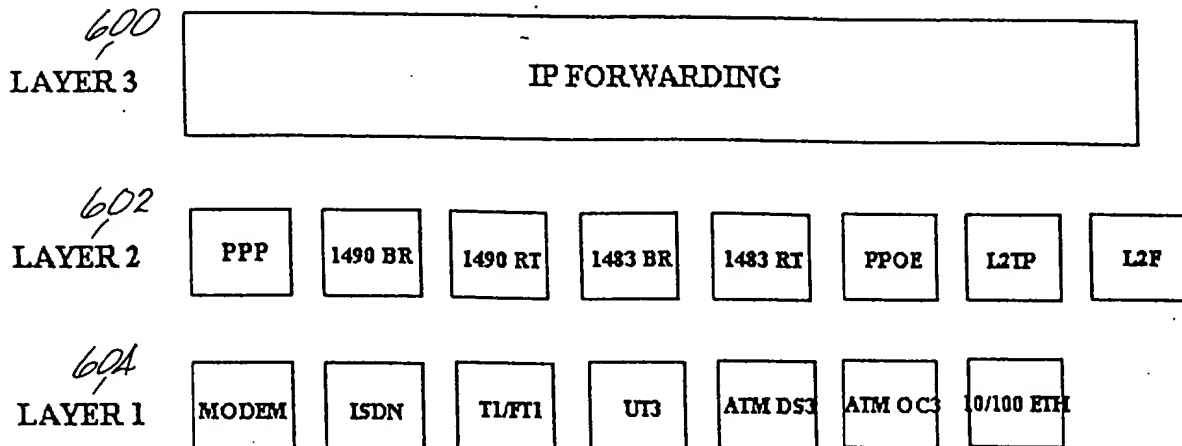 600
LAYER 3 IP FORWARDING
602
LAYER 2 PPP 1490 BR 1490 RT 1483 BR 1483 RT PPOE L2TP L2F
604
LAYER 1 MODEM ISDN T1/FT1 UT3 ATM DS3 ATM OC3 10/100 ETH